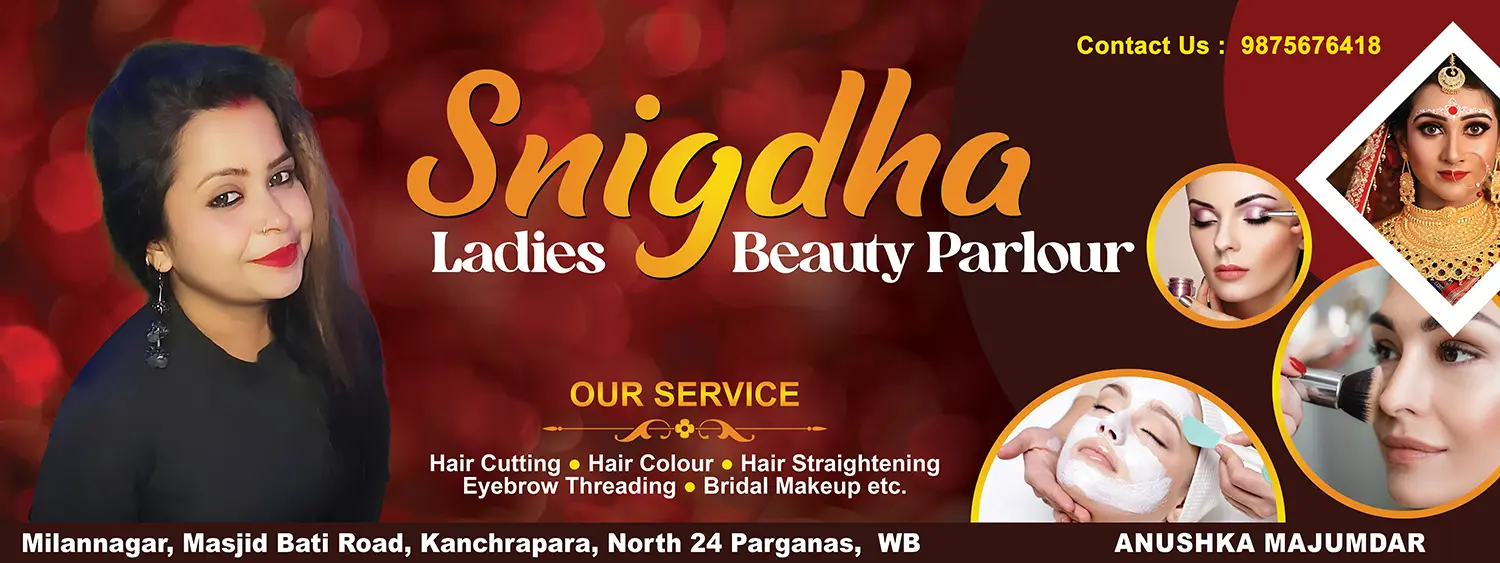 Contact Us : 9875676418
Snigdha
Ladies Beauty Parlour
OUR SERVICE
Hair Cutting ● Hair Colour ● Hair Straightening
Eyebrow Threading ● Bridal Makeup etc.
Milannagar, Masjid Bati Road, Kanchrapara, North 24 Parganas, WB
ANUSHKA MAJUMDAR